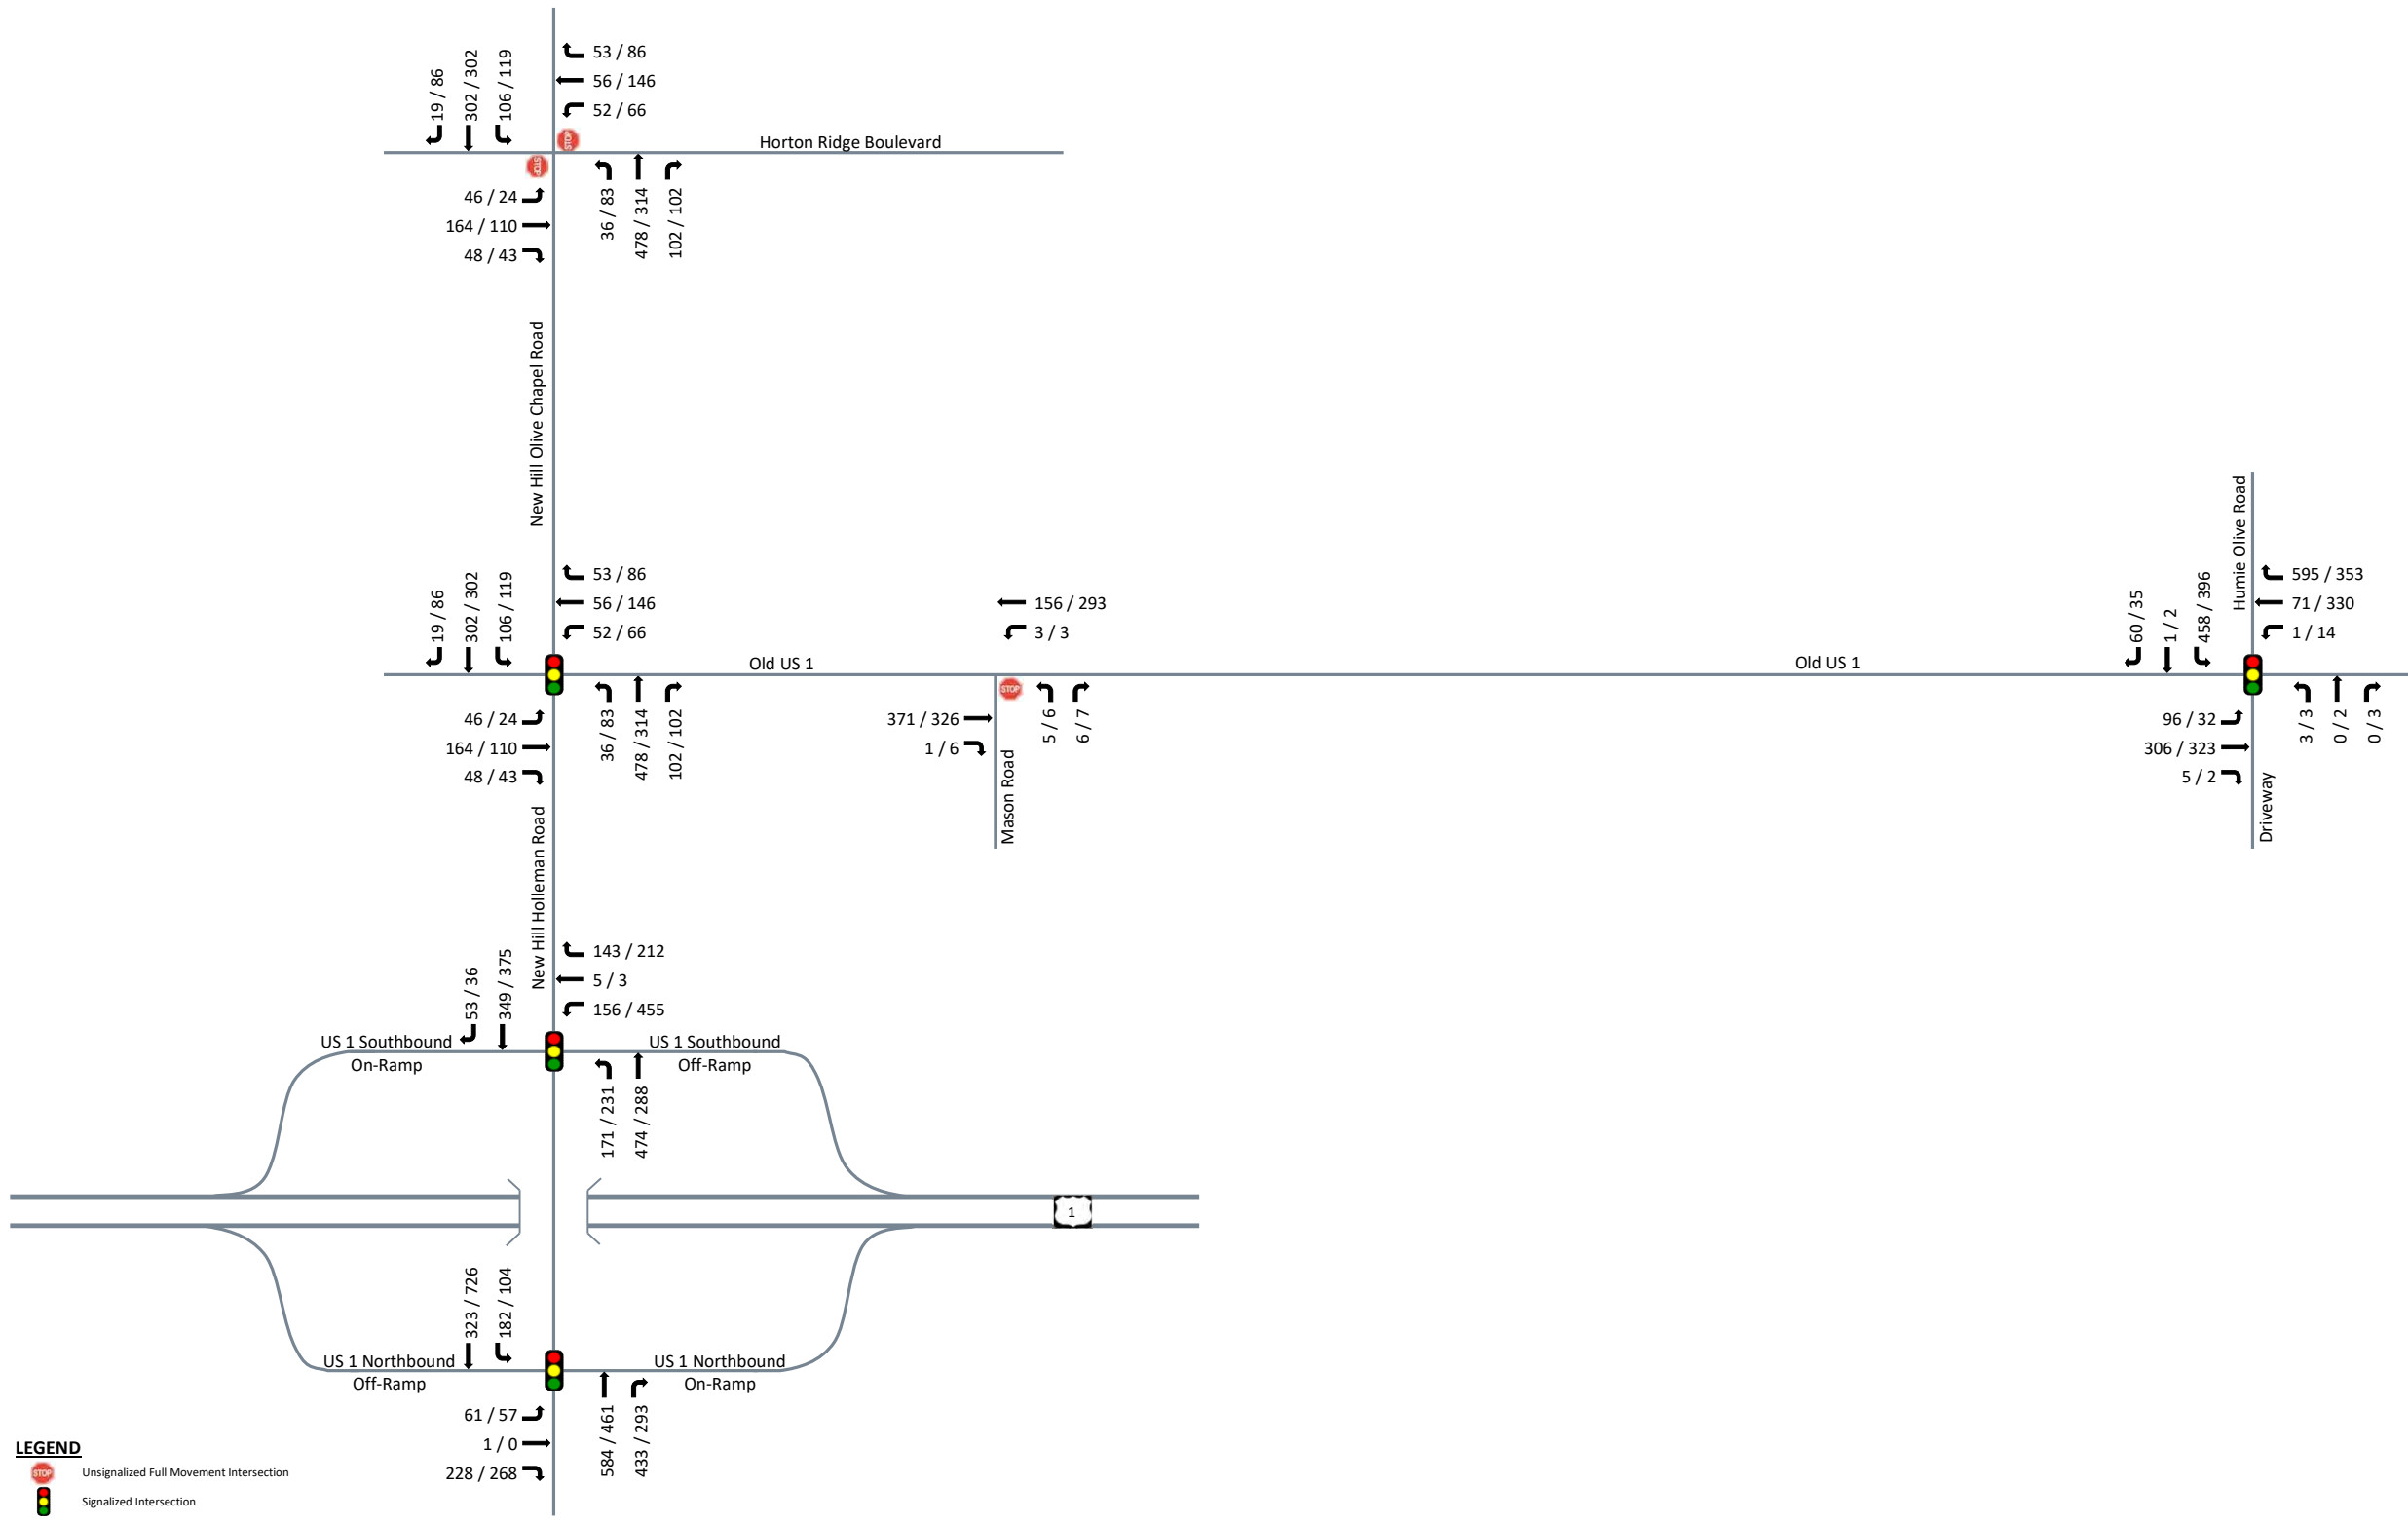 53 / 86
56 / 146
52 / 66
19 / 86
302 / 302
106 / 119
STOP
Horton Ridge Boulevard
STOP
46 / 24
164 / 110
48 / 43
36 / 83
478 / 314
102 / 102
New Hill Olive Chapel Road
53 / 86
56 / 146
52 / 66
19 / 86
302 / 302
106 / 119
Old US 1
46 / 24
164 / 110
48 / 43
36 / 83
478 / 314
102 / 102
156 / 293
3 / 3
STOP
371 / 326
1 / 6
5 / 6
6 / 7
Mason Road
Old US 1
Humie Olive Road
595 / 353
71 / 330
1 / 14
60 / 35
1 / 2
458 / 396
96 / 32
306 / 323
5 / 2
3 / 3
0 / 2
0 / 3
Driveway
New Hill Holleman Road
143 / 212
5 / 3
156 / 455
53 / 36
349 / 375
US 1 Southbound
On-Ramp
US 1 Southbound
Off-Ramp
171 / 231
474 / 288
1
323 / 726
182 / 104
US 1 Northbound
Off-Ramp
US 1 Northbound
On-Ramp
61 / 57
1 / 0
228 / 268
584 / 461
433 / 293
LEGEND
STOP
Unsignalized Full Movement Intersection
Signalized Intersection